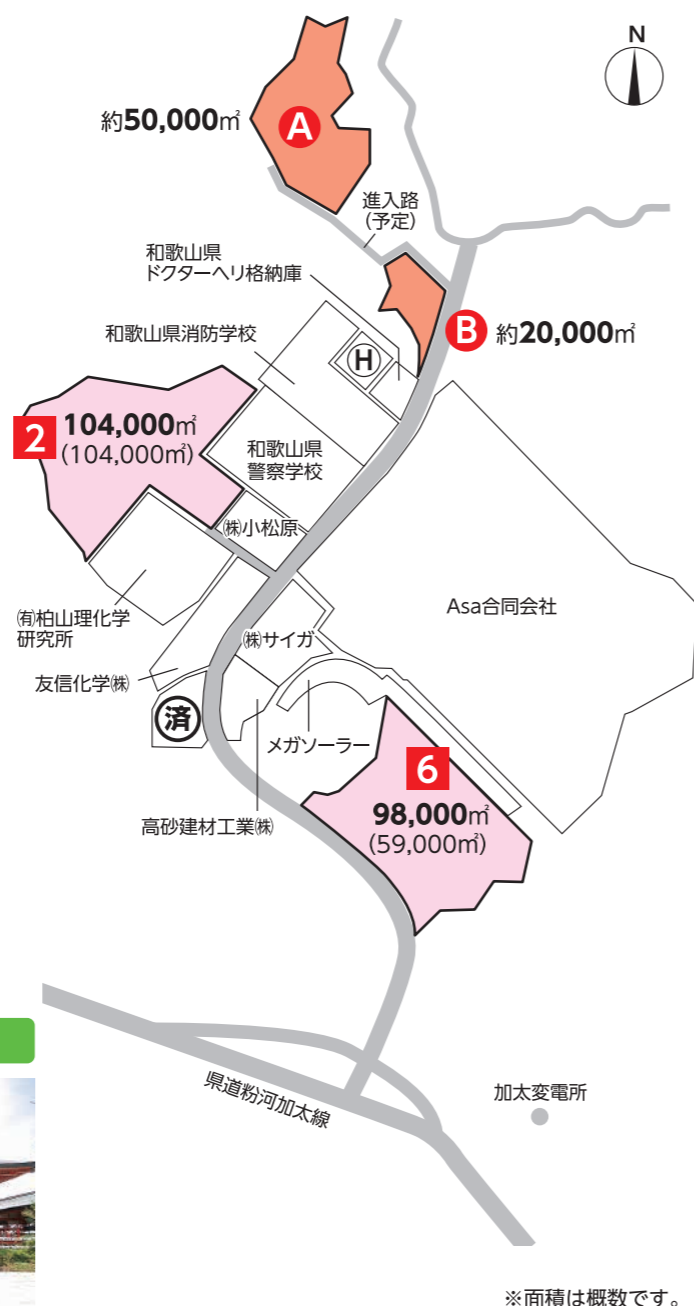 N
約50,000㎡
A
進入路
(予定)
和歌山県
ドクターヘリ格納庫
和歌山県消防学校
H
B
約20,000㎡
2
104,000㎡
(104,000㎡)
和歌山県
警察学校
㈱小松原
Asa合同会社
㈲柏山理化学
研究所
㈱サイガ
友信化学㈱
済
メガソーラー
6
98,000㎡
(59,000㎡)
高砂建材工業㈱
県道粉河加太線
加太変電所
※面積は概数です。